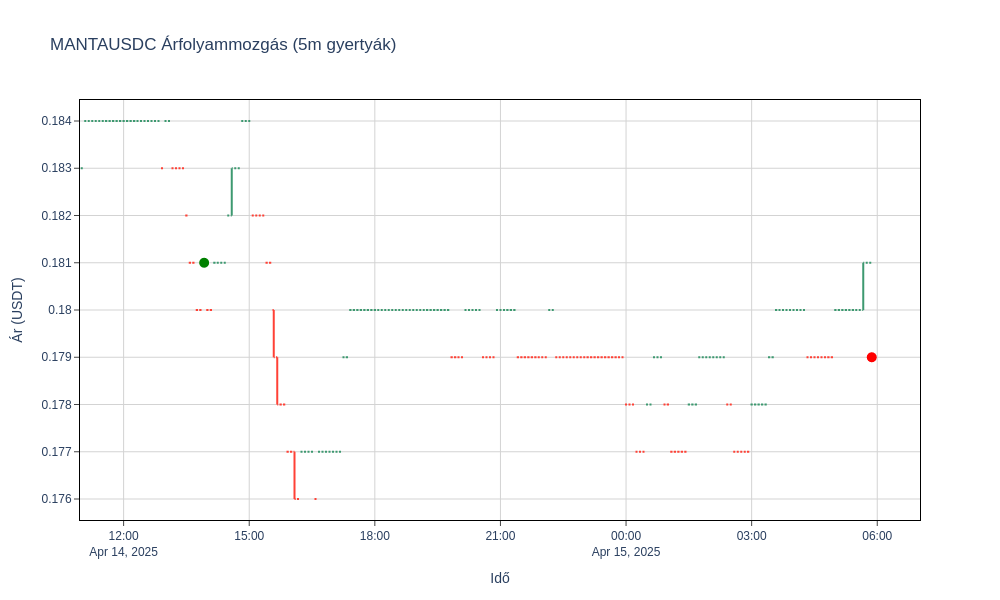 MANTAUSDC Árfolyammozgás (5m gyertyák)
Ár (USDT)
0.184
0.183
0.182
0.181
0.18
0.179
0.178
0.177
0.176
12:00 15:00 18:00 21:00 00:00 03:00 06:00
Apr 14, 2025 Apr 15, 2025
Idő